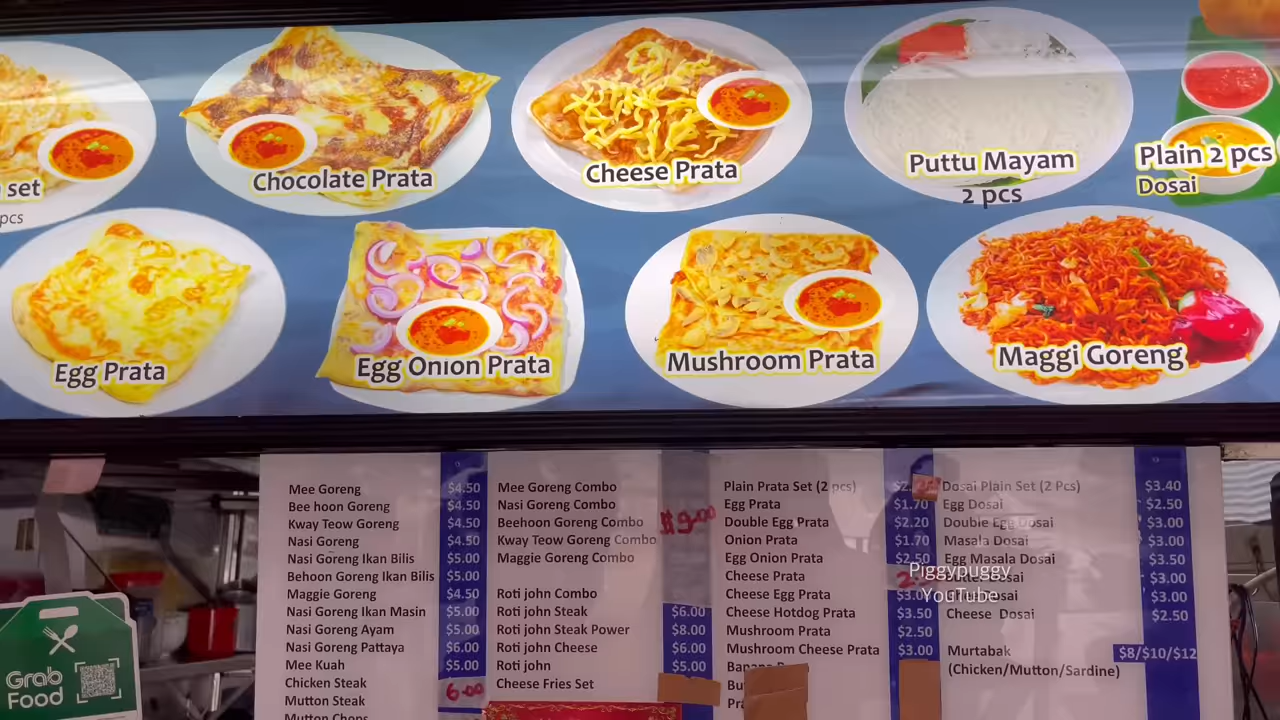 set
pcs
Chocolate Prata
Cheese Prata
Puttu Mayam
2 pcs
Plain 2 pcs
Dosai
Egg Prata
Egg Onion Prata
Mushroom Prata
Maggi Goreng
Mee Goreng $4.50
Bee hoon Goreng $4.50
Kway Teow Goreng $4.50
Nasi Goreng $4.50
Nasi Goreng Ikan Bilis $5.00
Behoon Goreng Ikan Bilis $5.00
Maggie Goreng $4.50
Nasi Goreng Ikan Masin $5.00
Nasi Goreng Ayam $5.00
Nasi Goreng Pattaya $6.00
Mee Kuah $5.00
Chicken Steak 6.00
Mutton Steak
Mutton Chops
Mee Goreng Combo
Nasi Goreng Combo
Beehoon Goreng Combo $9.00
Kway Teow Goreng Combo
Maggie Goreng Combo
Roti john Combo
Roti john Steak $6.00
Roti john Steak Power $8.00
Roti john Cheese $6.00
Roti john $5.00
Cheese Fries Set
Plain Prata Set (2 pcs)
Egg Prata $1.70
Double Egg Prata $2.20
Onion Prata $1.70
Egg Onion Prata $2.50
Cheese Prata
Cheese Egg Prata $3.00
Cheese Hotdog Prata $3.50
Mushroom Prata $2.50
Mushroom Cheese Prata $3.00
Dosai Plain Set (2 Pcs) $3.40
Egg Dosai $2.50
Double Egg Dosai $3.00
Masala Dosai $3.00
Egg Masala Dosai $3.50
Dosai $3.00
Dosai $3.00
Cheese Dosai $2.50
Murtabak $8/$10/$12
(Chicken/Mutton/Sardine)
Piggypuggy
YouTube
Grab
Food